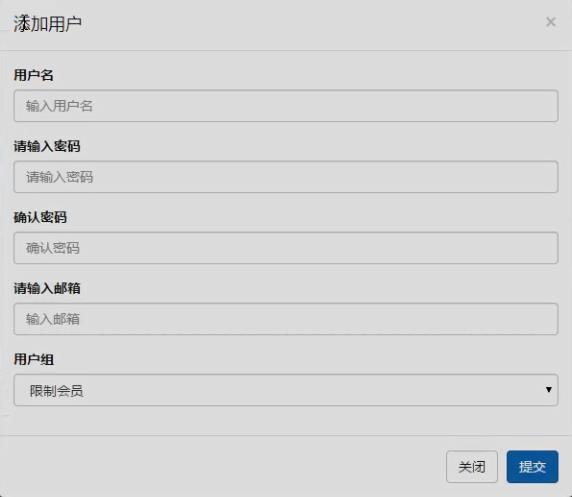 添加用户
×
用户名
输入用户名
请输入密码
请输入密码
确认密码
确认密码
请输入邮箱
输入邮箱
用户组
限制会员
关闭 提交